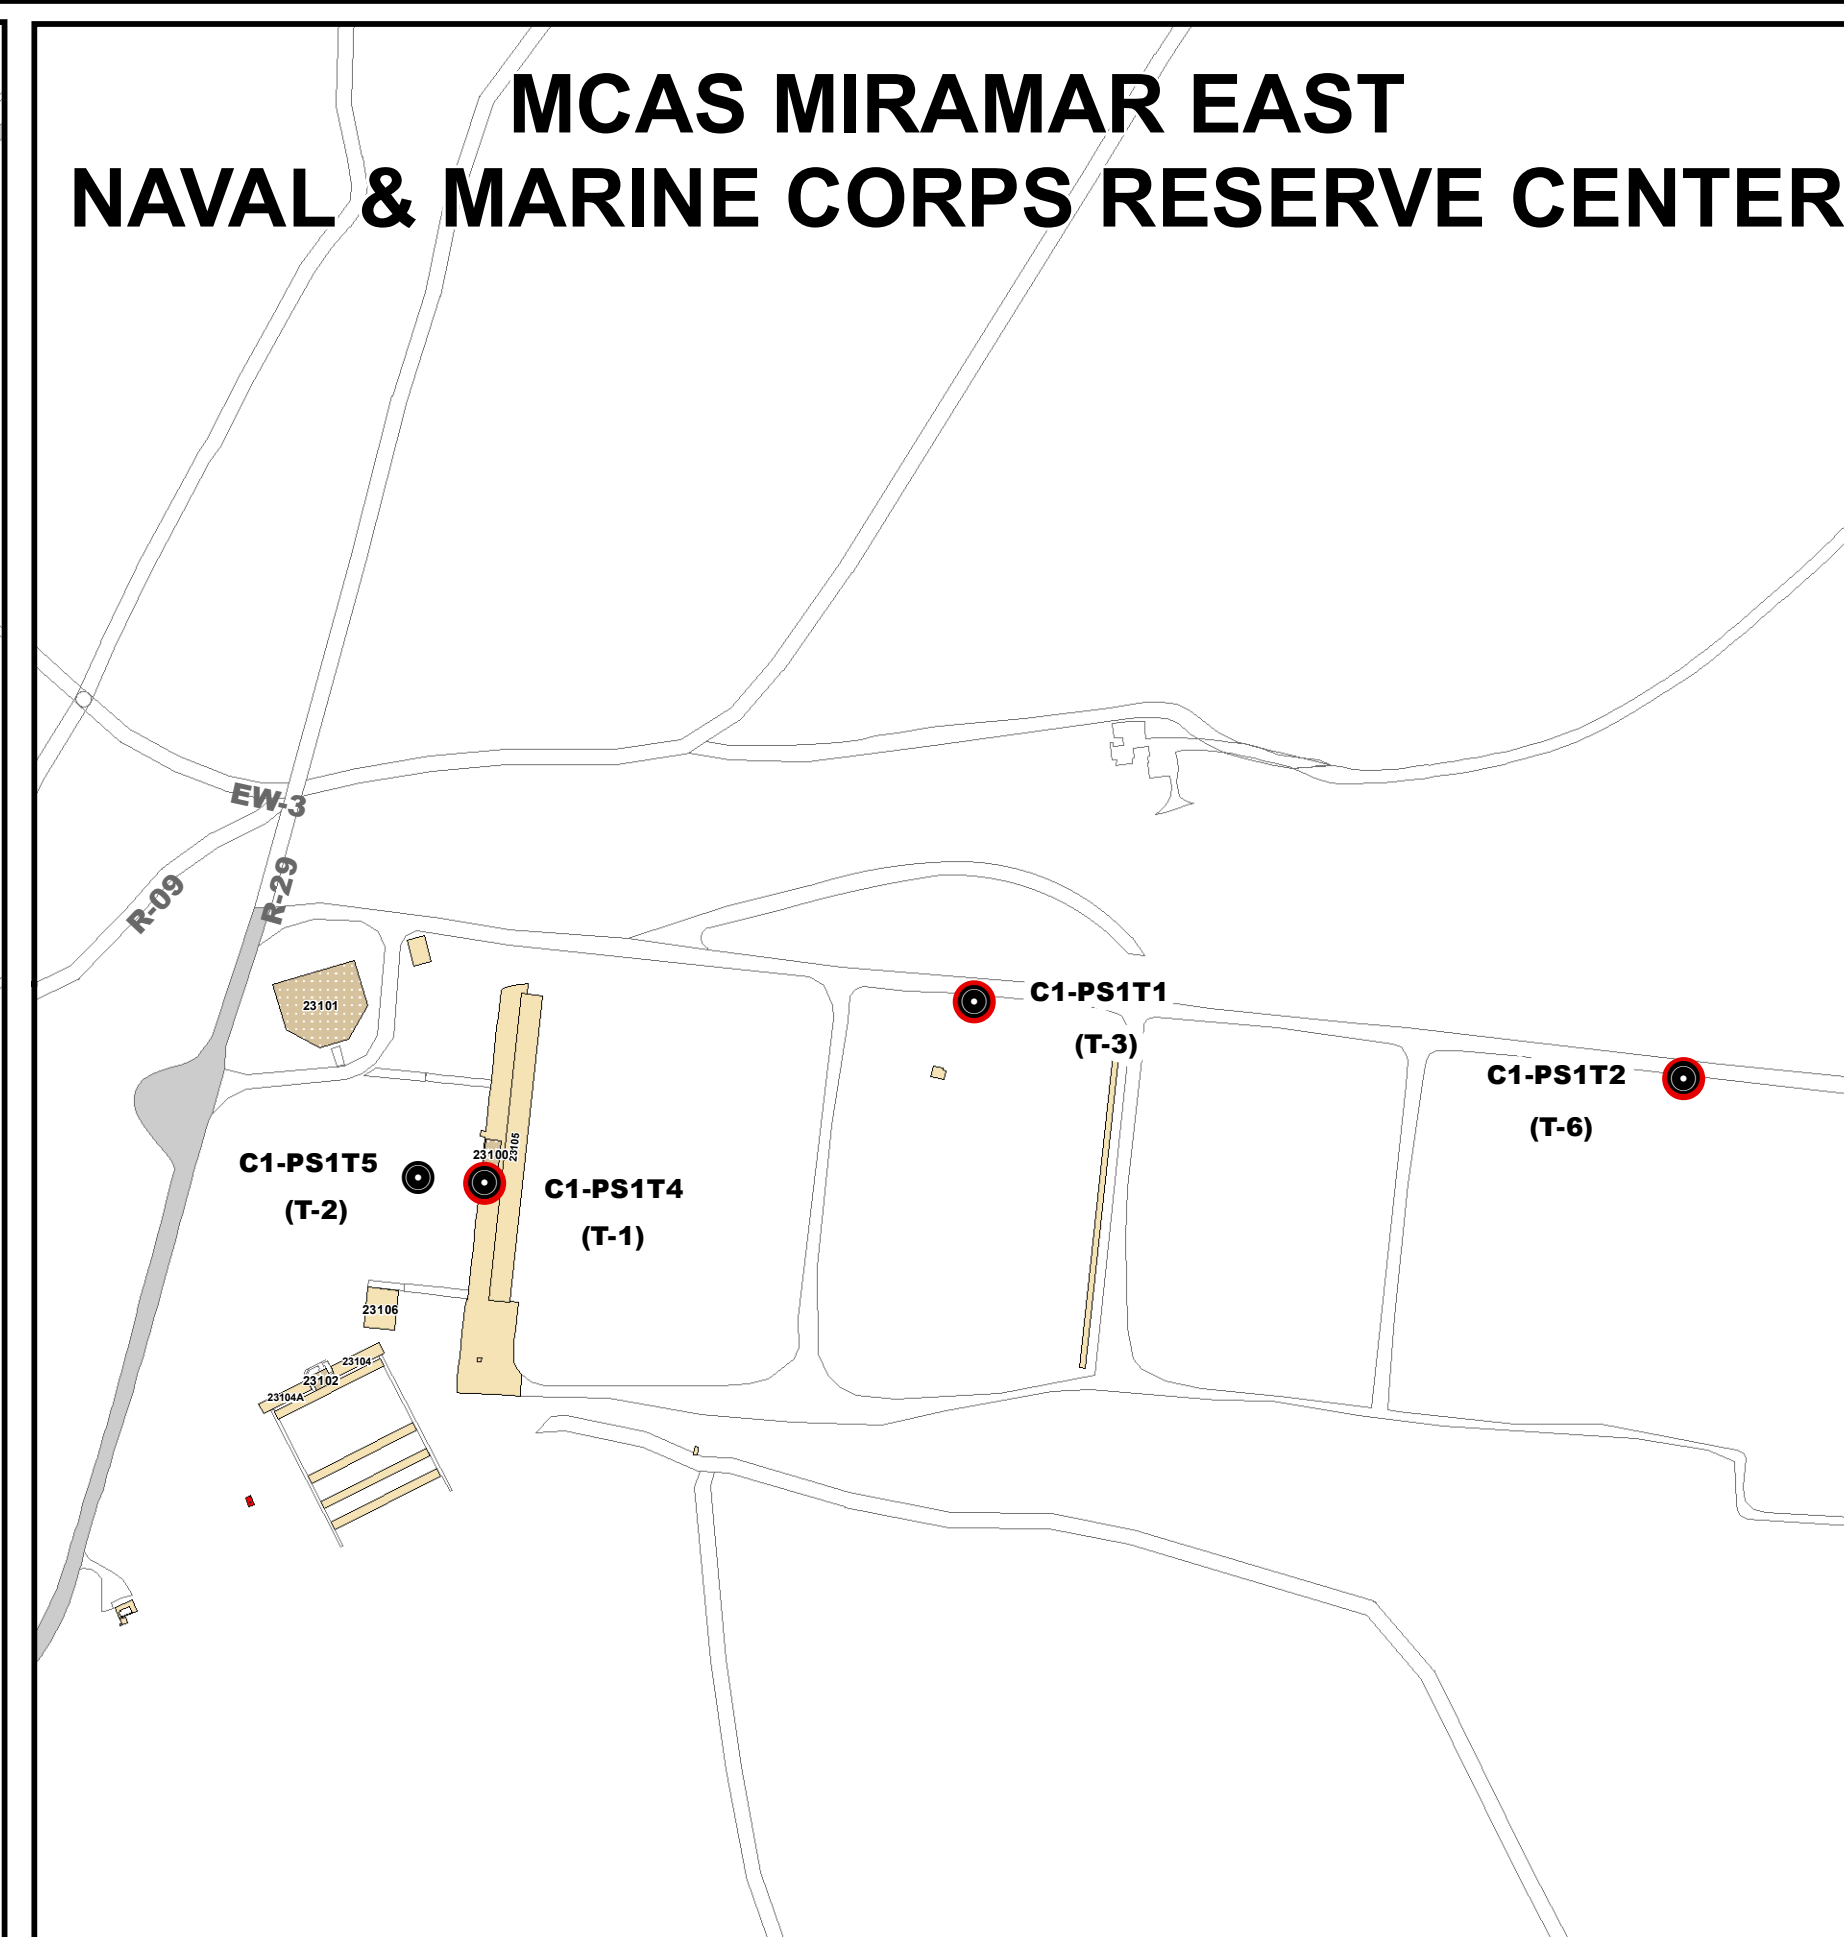 MCAS MIRAMAR EAST
NAVAL & MARINE CORPS RESERVE CENTER
EW-3
R-09
R-29
23101
C1-PS1T1
(T-3)
C1-PS1T2
(T-6)
23105
23100
C1-PS1T5
(T-2)
C1-PS1T4
(T-1)
23106
23104
23102
23104A